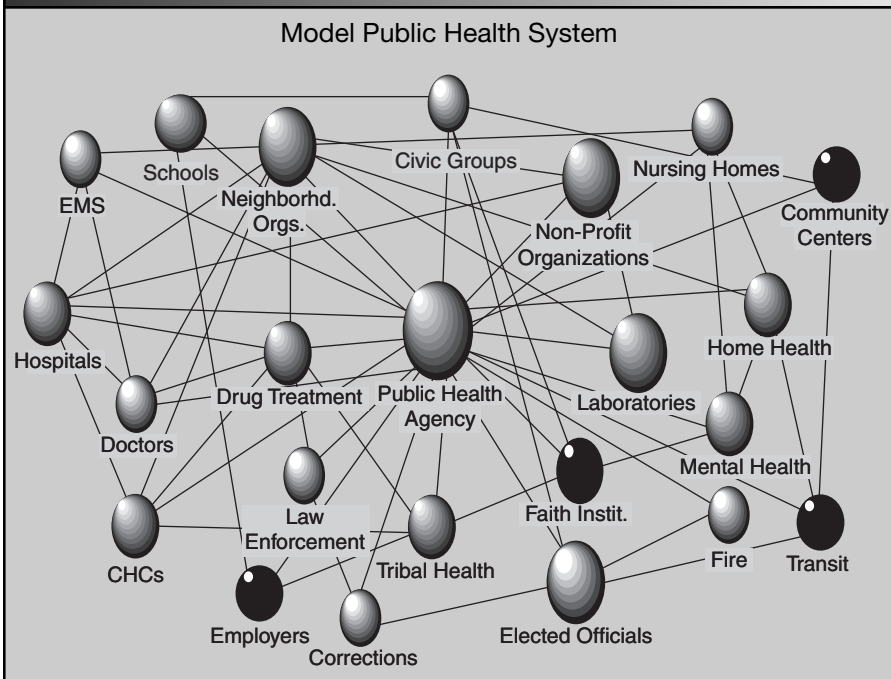 Model Public Health System
Schools
Civic Groups
Nursing Homes
EMS
Neighborhd.
Orgs.
Community
Centers
Non-Profit
Organizations
Hospitals
Home Health
Drug Treatment
Public Health
Agency
Laboratories
Doctors
Mental Health
Law
Enforcement
Faith Instit.
Fire
Transit
CHCs
Tribal Health
Employers
Elected Officials
Corrections